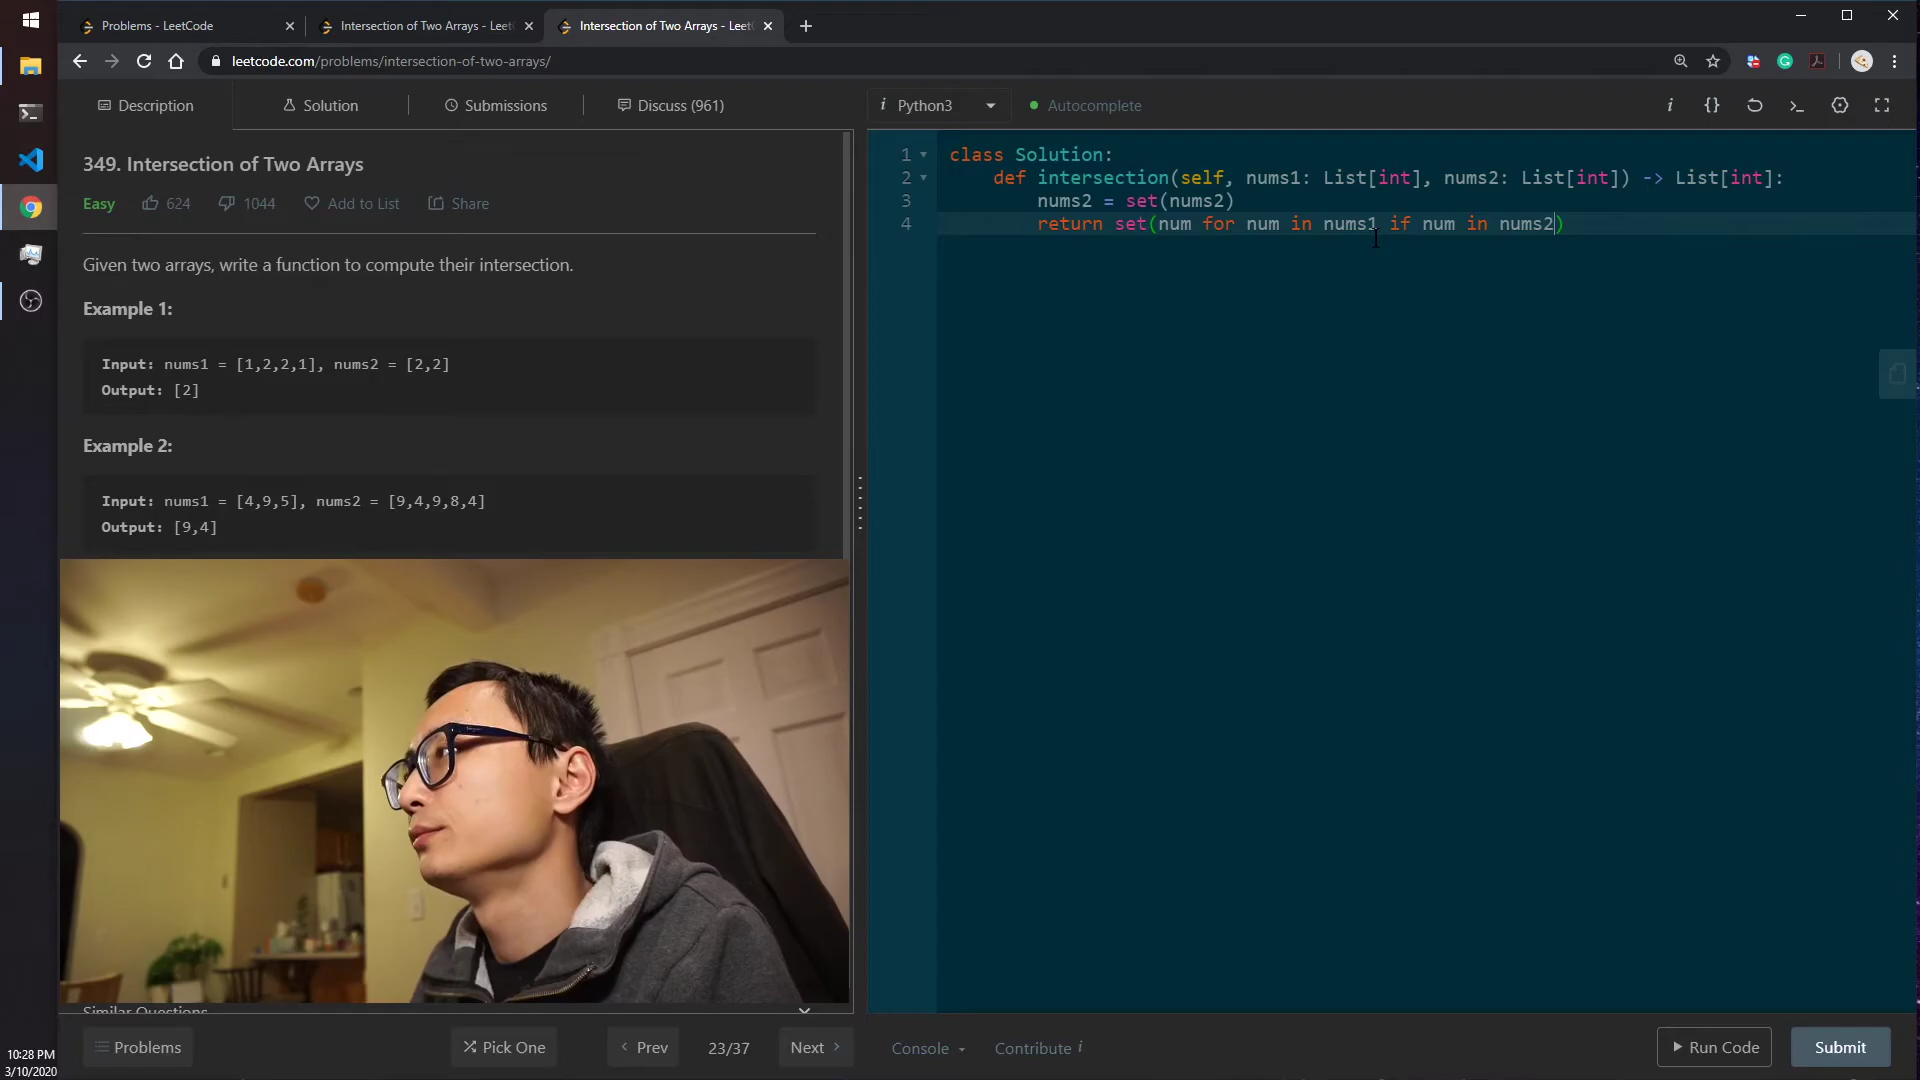 Problems - LeetCode
Intersection of Two Arrays - Leet
Intersection of Two Arrays - Leet
leetcode.com/problems/intersection-of-two-arrays/
Description
Solution
Submissions
Discuss (961)
i Python3
Autocomplete
i {}
349. Intersection of Two Arrays
Easy 624 1044 Add to List Share
Given two arrays, write a function to compute their intersection.
Example 1:
Input: nums1 = [1,2,2,1], nums2 = [2,2]
Output: [2]
Example 2:
Input: nums1 = [4,9,5], nums2 = [9,4,9,8,4]
Output: [9,4]
Similar Questions
1 class Solution:
2 def intersection(self, nums1: List[int], nums2: List[int]) -> List[int]:
3 nums2 = set(nums2)
4 return set(num for num in nums1 if num in nums2)
Problems
Pick One
Prev
23/37
Next
Console
Contribute i
Run Code
Submit
10:28 PM
3/10/2020